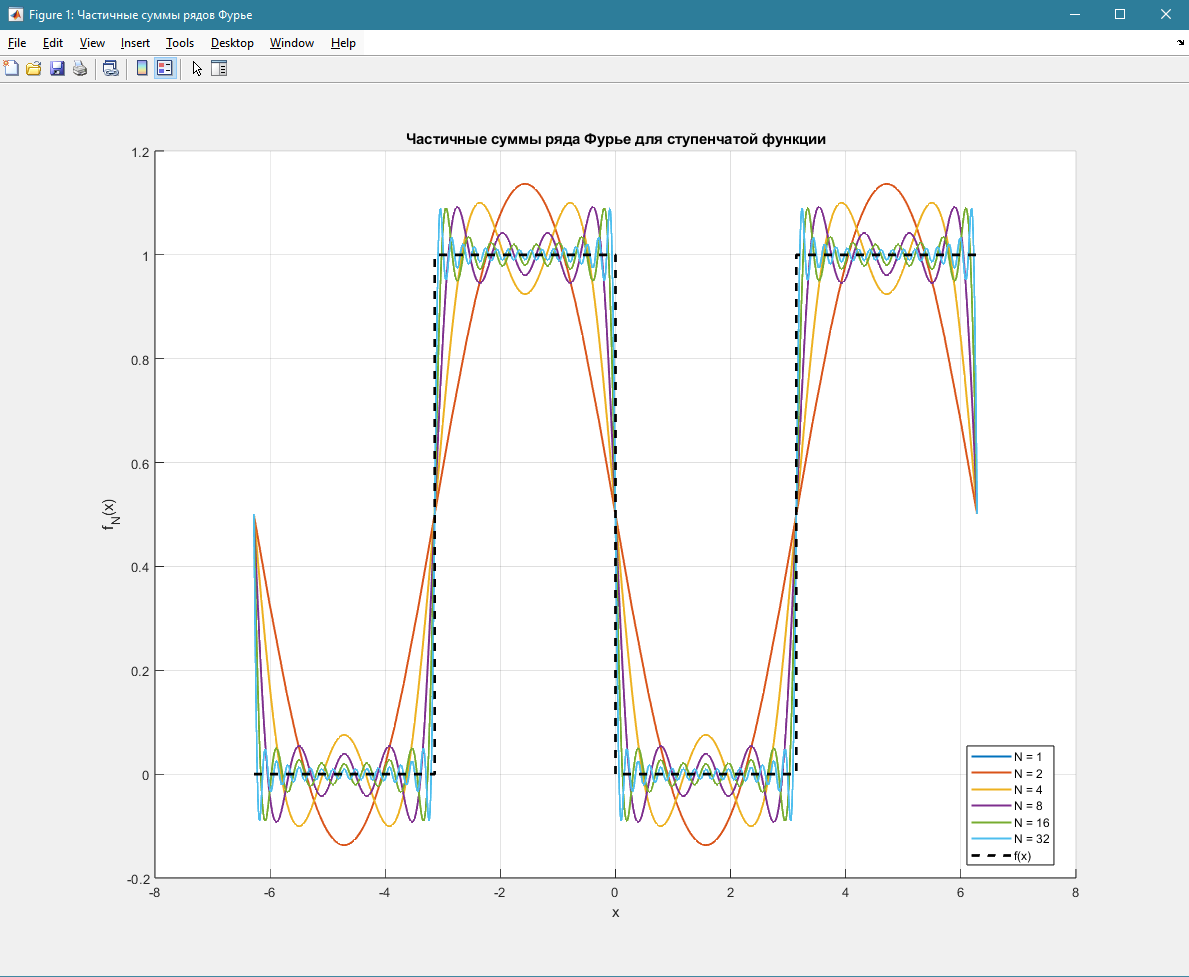 Figure 1: Частичные суммы рядов Фурье
File Edit View Insert Tools Desktop Window Help
Частичные суммы ряда Фурье для ступенчатой функции
1.2
1
0.8
0.6
0.4
0.2
0
-0.2
f_N(x)
-8 -6 -4 -2 0 2 4 6 8
x
N = 1
N = 2
N = 4
N = 8
N = 16
N = 32
f(x)